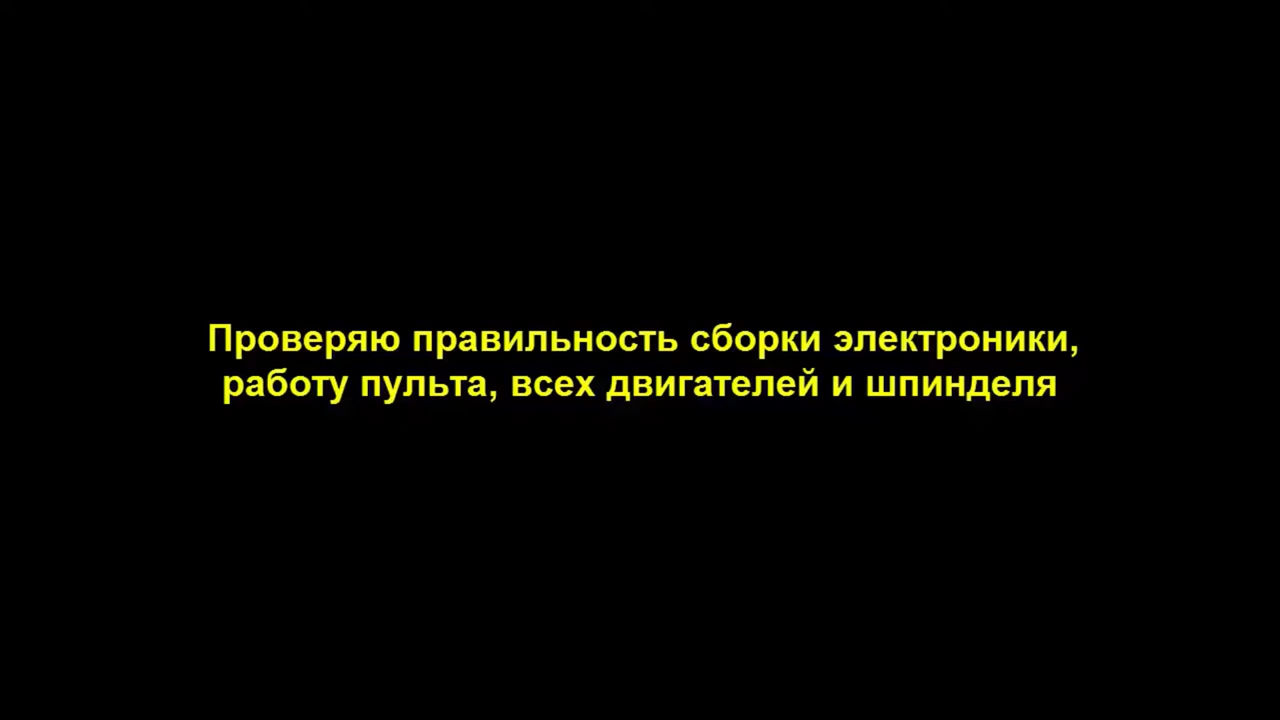 Проверяю правильность сборки электроники,
работу пульта, всех двигателей и шпинделя